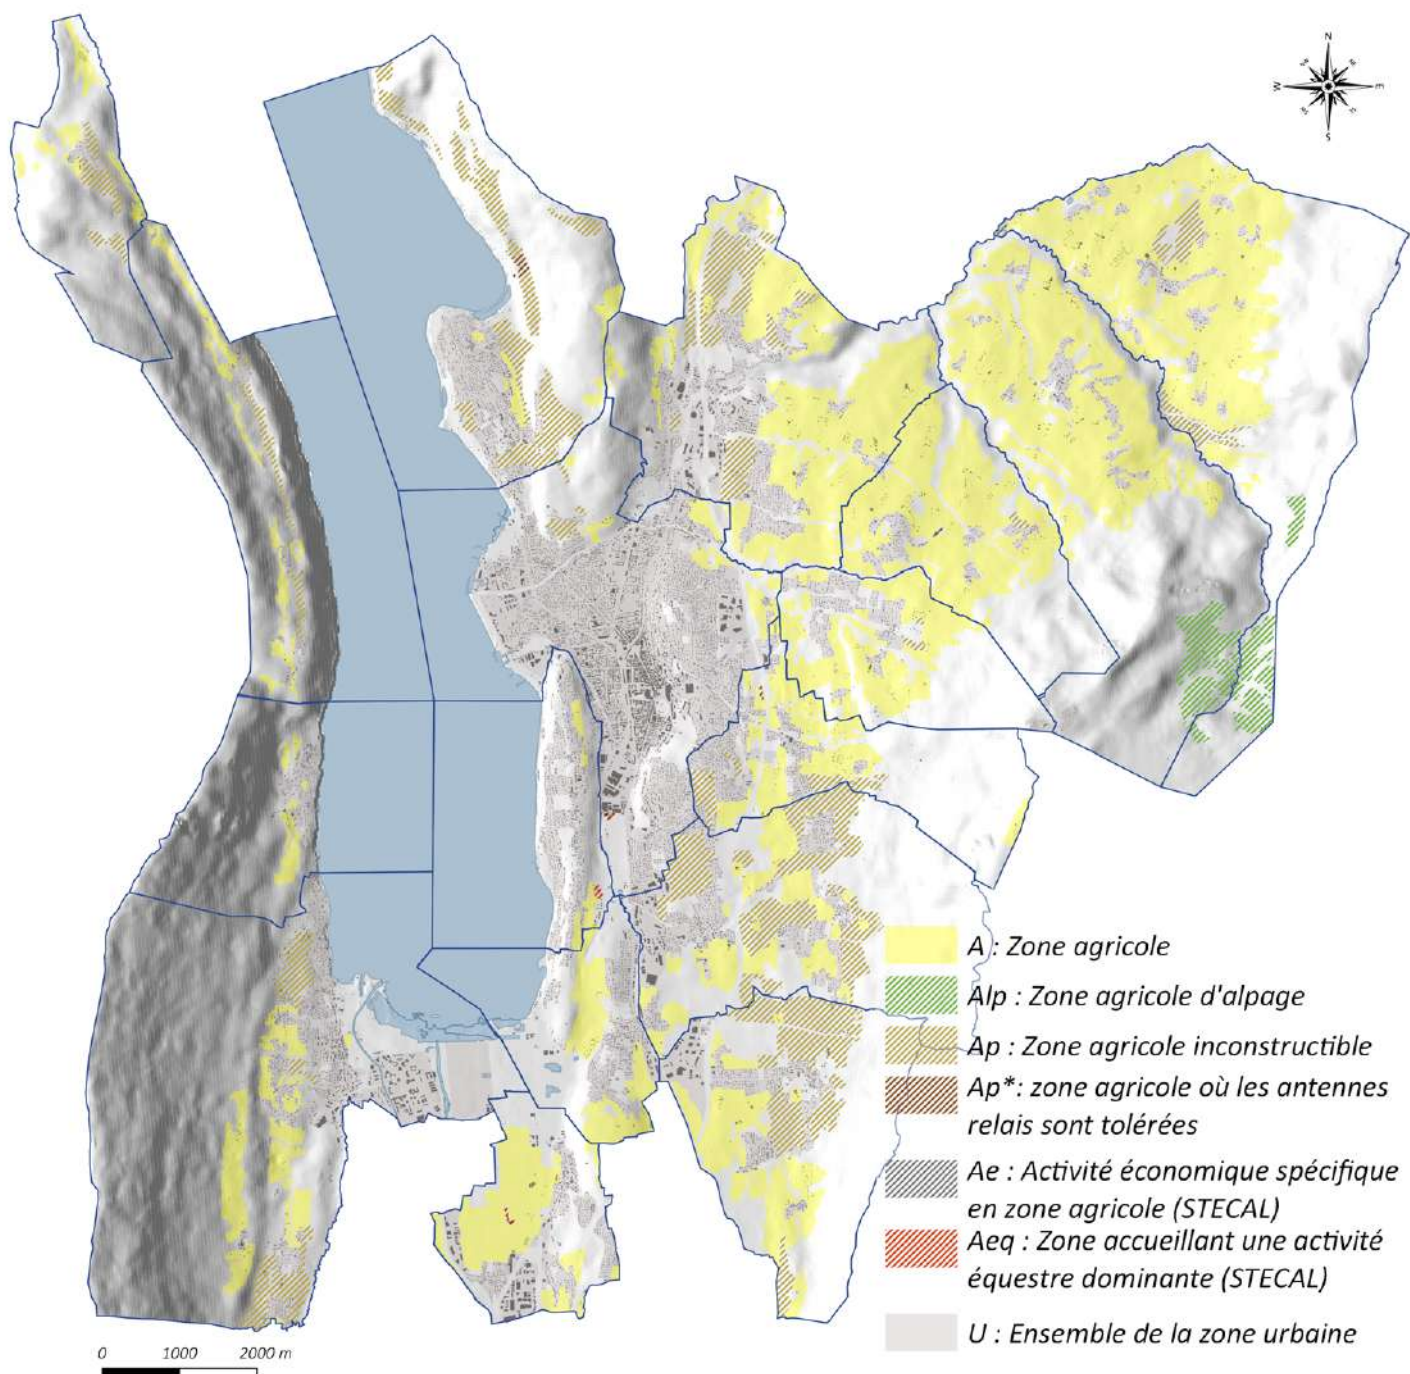 N
W
E
S
A : Zone agricole
Alp : Zone agricole d'alpage
Ap : Zone agricole inconstructible
Ap*: zone agricole où les antennes
relais sont tolérées
Ae : Activité économique spécifique
en zone agricole (STECAL)
Aeq : Zone accueillant une activité
équestre dominante (STECAL)
U : Ensemble de la zone urbaine
0 1000 2000 m